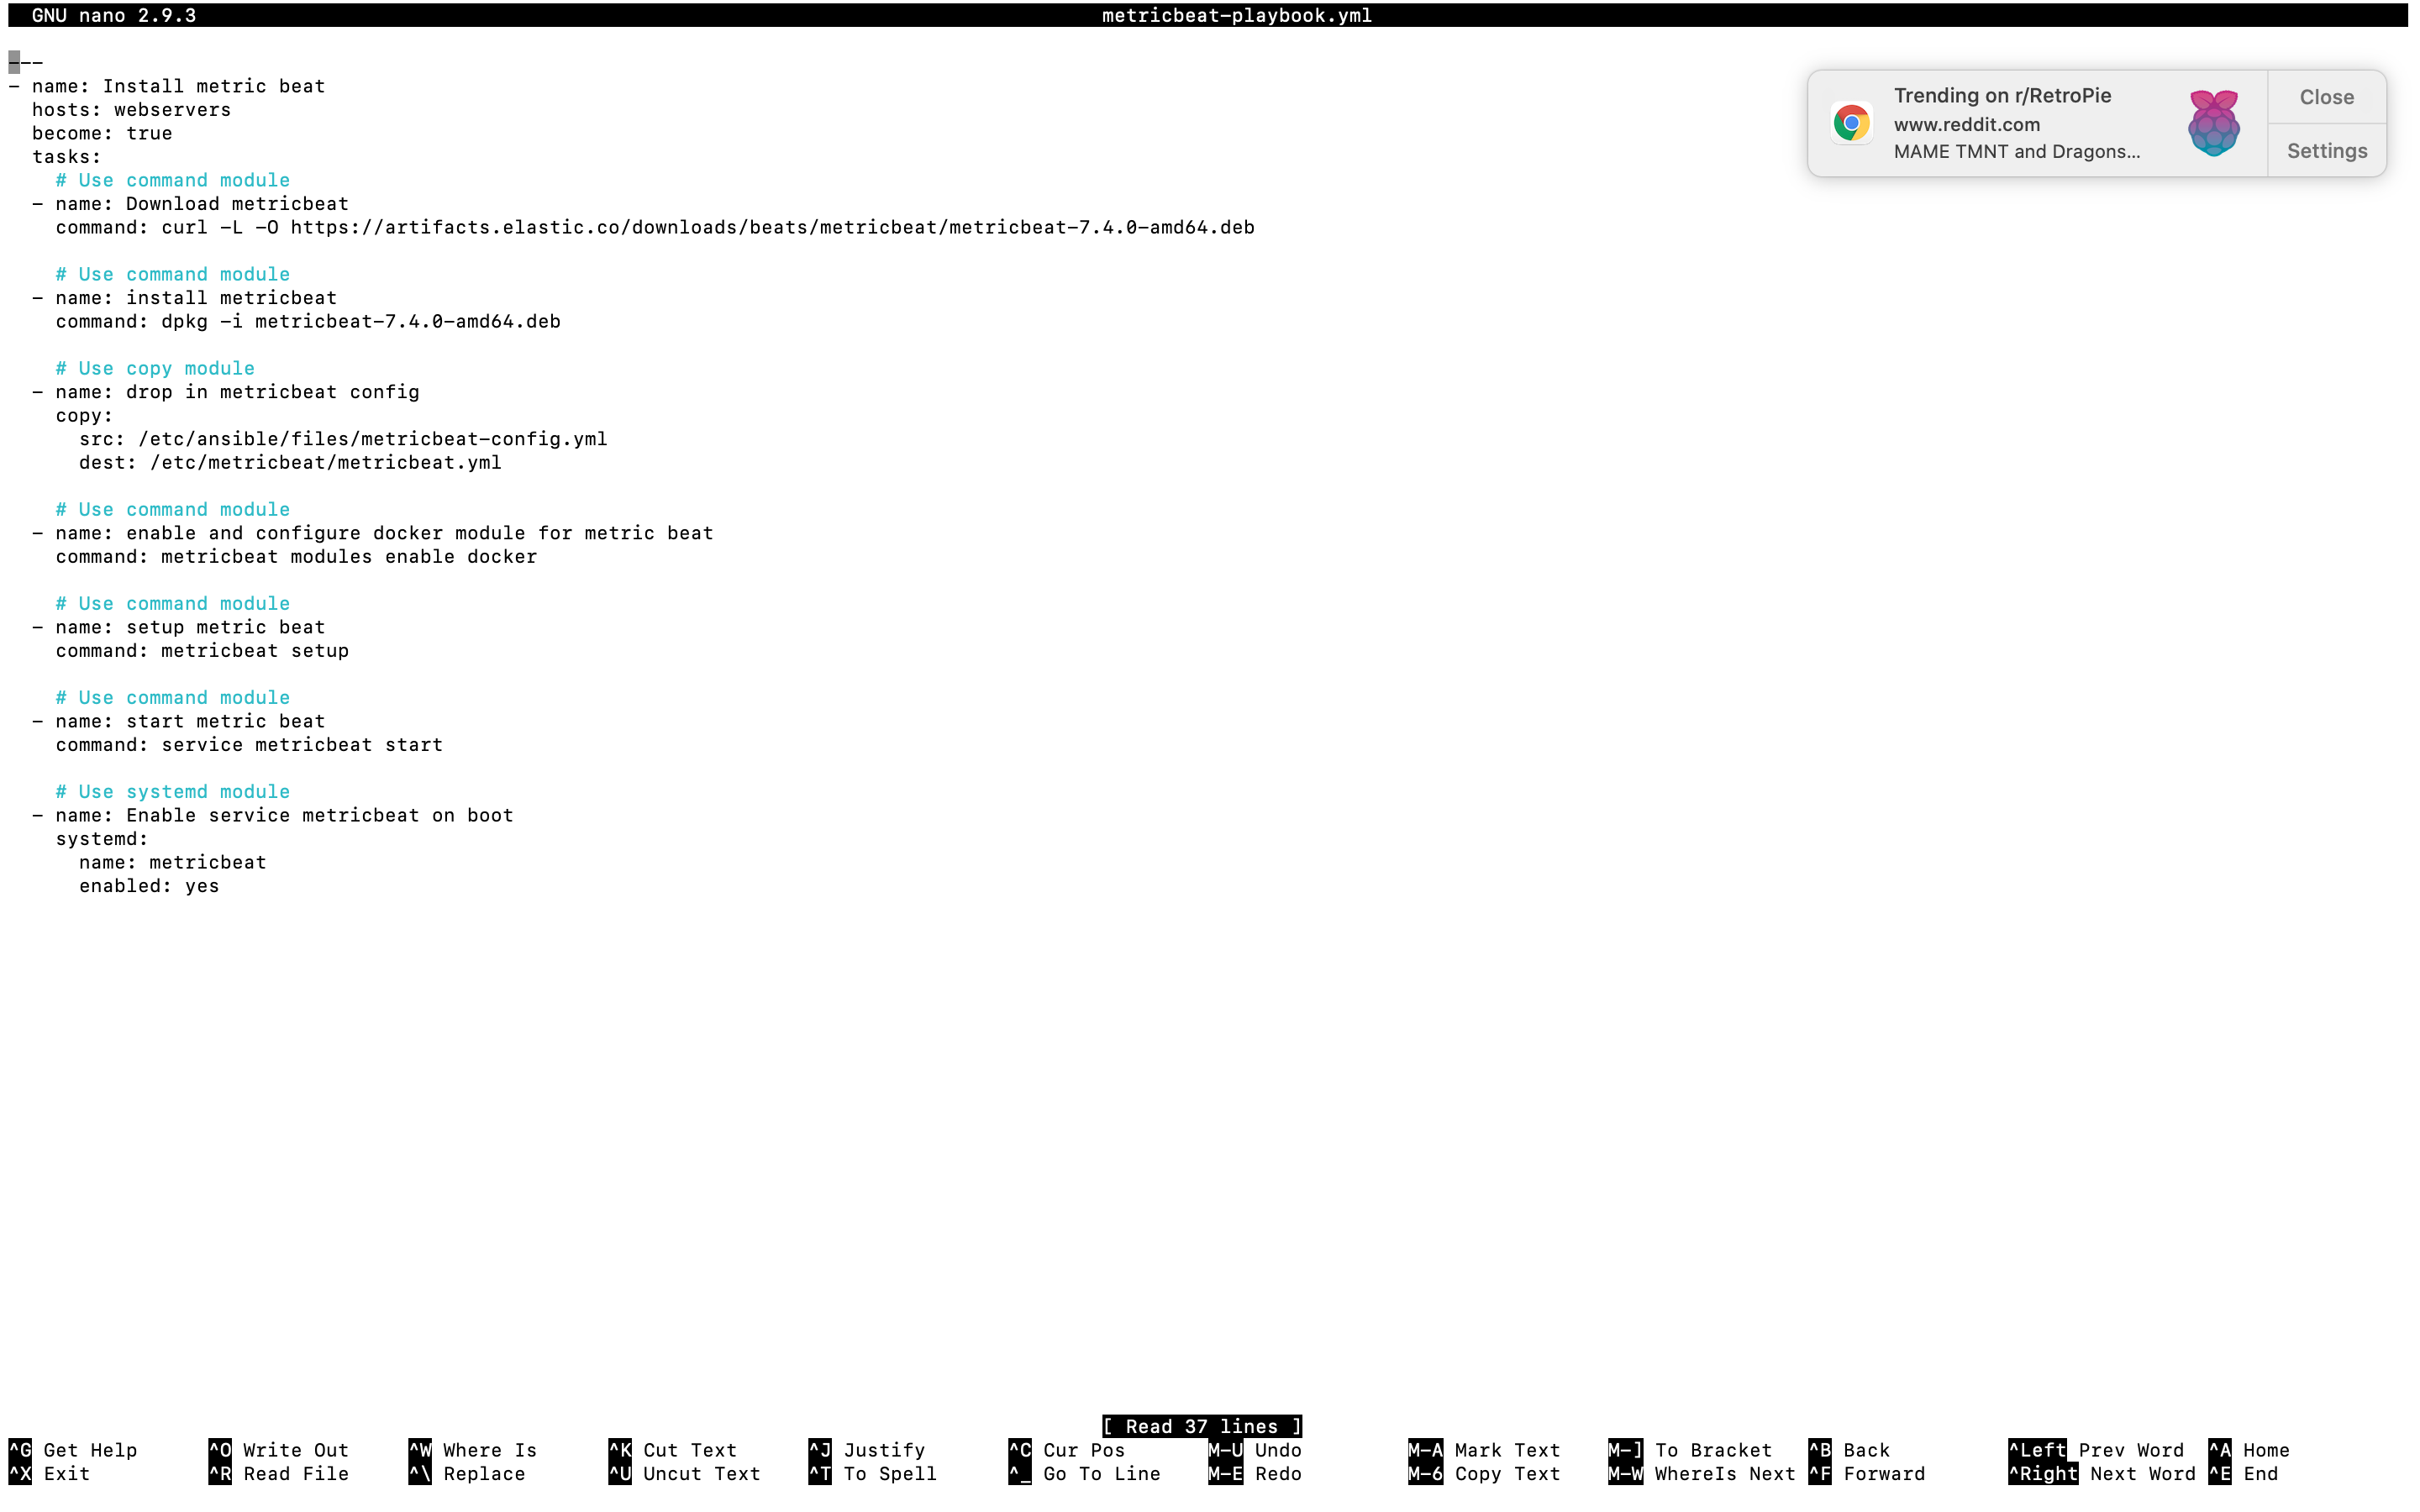 GNU nano 2.9.3 metricbeat-playbook.yml
---
- name: Install metric beat
  hosts: webservers
  become: true
  tasks:
    # Use command module
  - name: Download metricbeat
    command: curl -L -O https://artifacts.elastic.co/downloads/beats/metricbeat/metricbeat-7.4.0-amd64.deb
    # Use command module
  - name: install metricbeat
    command: dpkg -i metricbeat-7.4.0-amd64.deb
    # Use copy module
  - name: drop in metricbeat config
    copy:
      src: /etc/ansible/files/metricbeat-config.yml
      dest: /etc/metricbeat/metricbeat.yml
    # Use command module
  - name: enable and configure docker module for metric beat
    command: metricbeat modules enable docker
    # Use command module
  - name: setup metric beat
    command: metricbeat setup
    # Use command module
  - name: start metric beat
    command: service metricbeat start
    # Use systemd module
  - name: Enable service metricbeat on boot
    systemd:
      name: metricbeat
      enabled: yes
Trending on r/RetroPie
www.reddit.com
MAME TMNT and Dragons...
Close
Settings
[ Read 37 lines ]
^G Get Help ^O Write Out ^W Where Is ^K Cut Text ^J Justify ^C Cur Pos M-U Undo M-A Mark Text M-] To Bracket ^B Back ^Left Prev Word ^A Home
^X Exit ^R Read File ^\ Replace ^U Uncut Text ^T To Spell ^_ Go To Line M-E Redo M-6 Copy Text M-W WhereIs Next ^F Forward ^Right Next Word ^E End